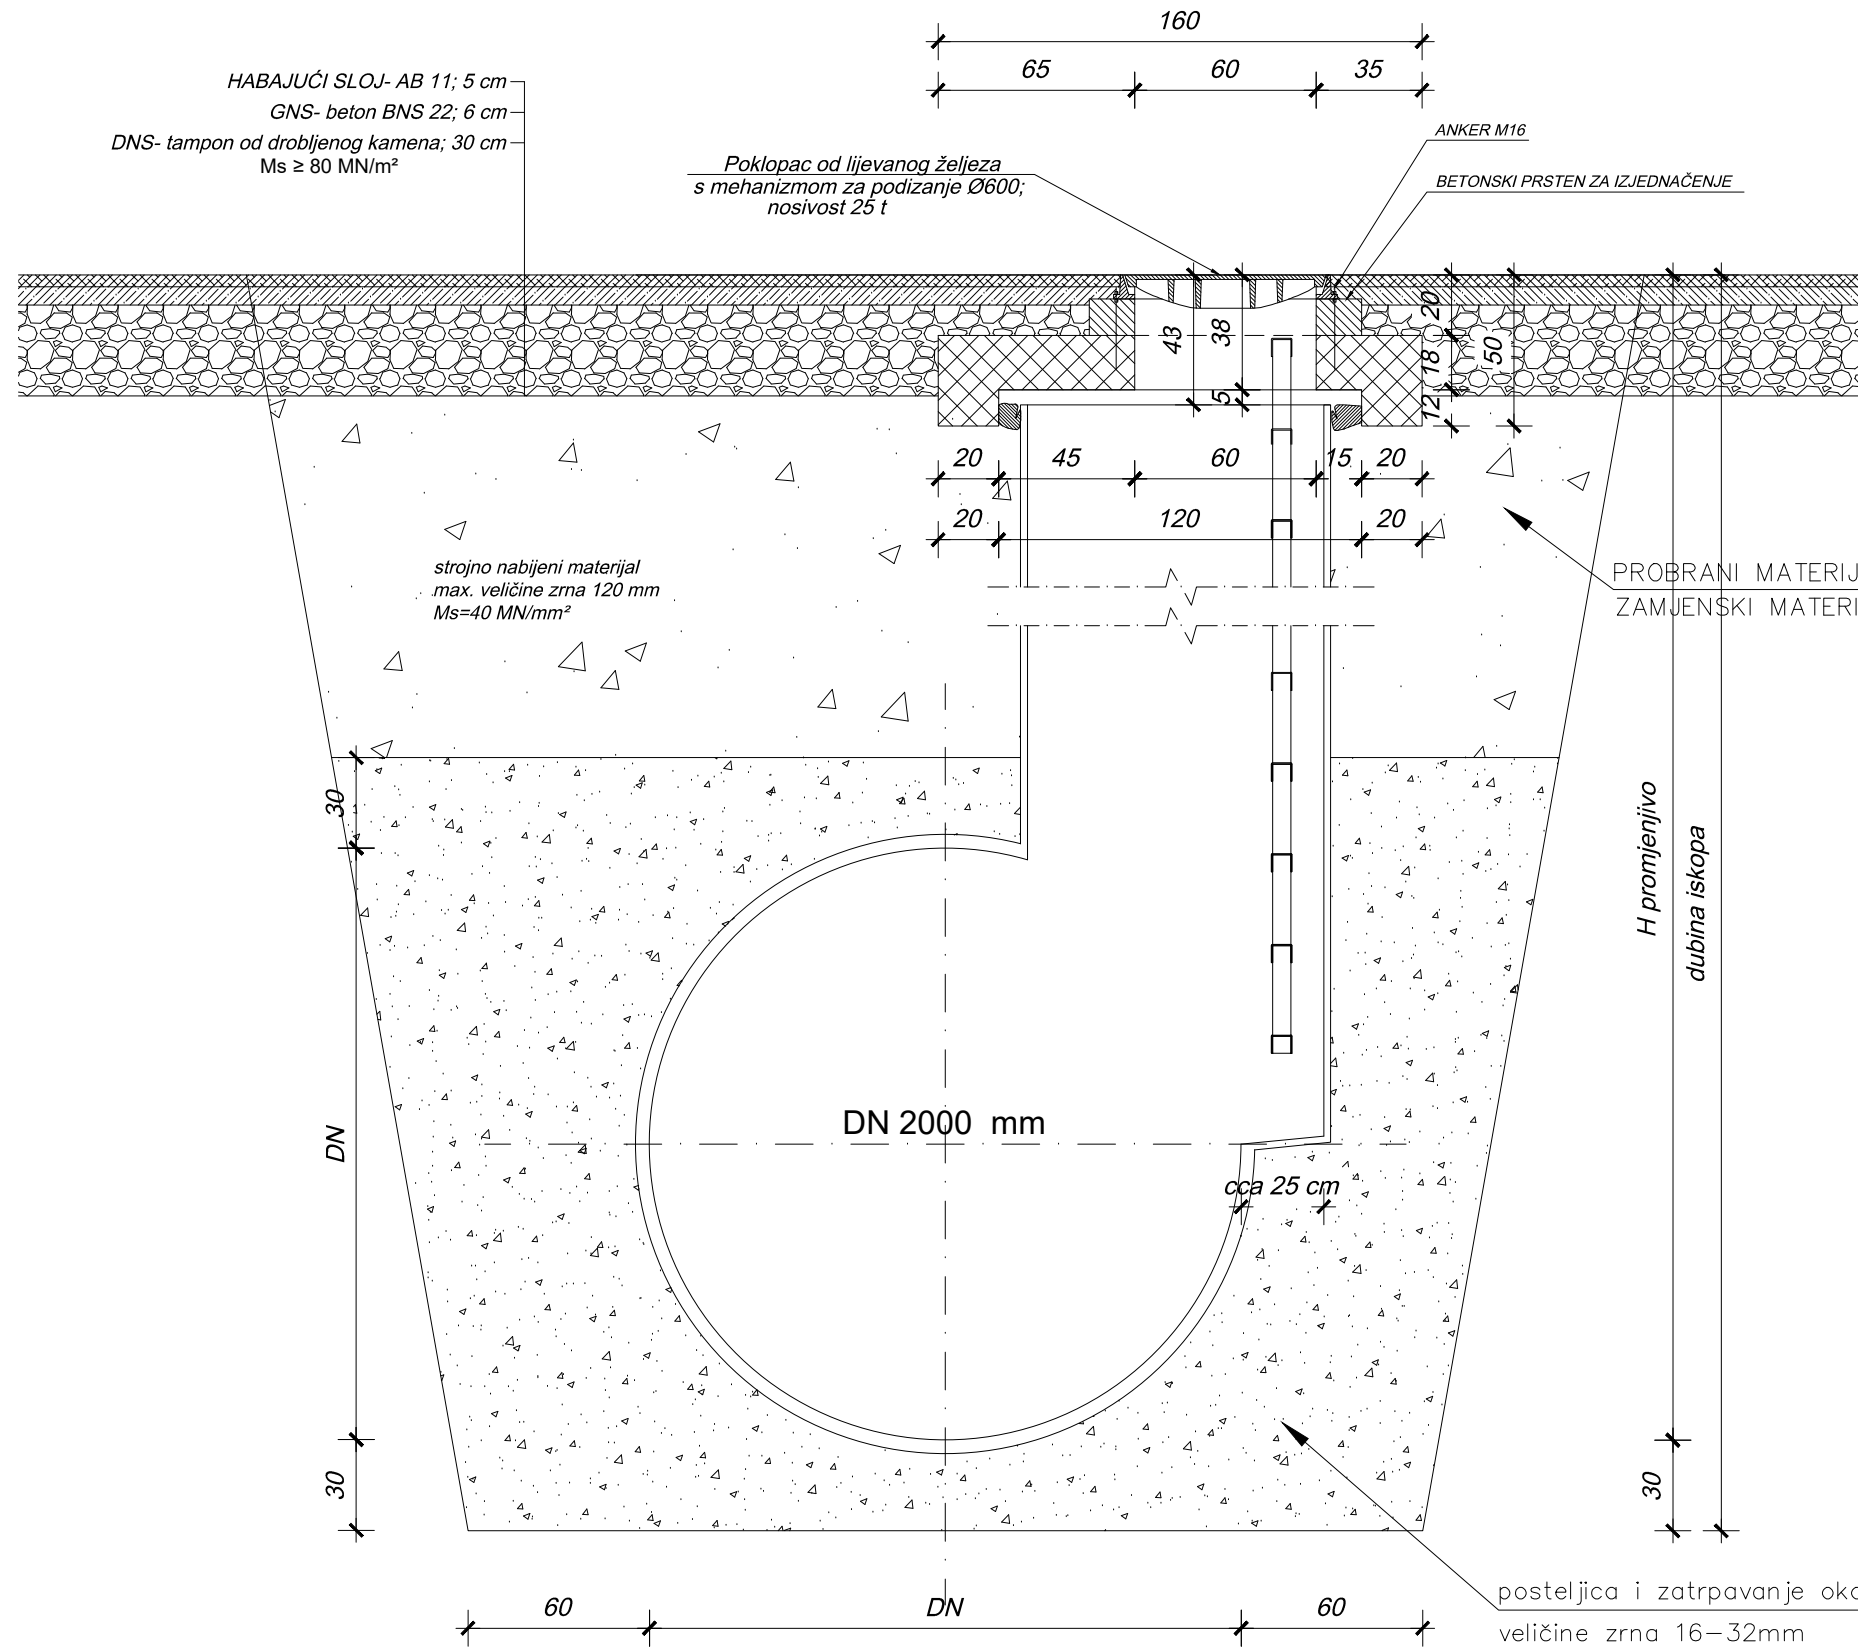 160
65 60 35
HABAJUĆI SLOJ- AB 11; 5 cm
GNS- beton BNS 22; 6 cm
DNS- tampon od drobljenog kamena; 30 cm
Ms ≥ 80 MN/m²
Poklopac od lijevanog željeza
s mehanizmom za podizanje Ø600;
nosivost 25 t
ANKER M16
BETONSKI PRSTEN ZA IZJEDNAČENJE
43
38
5
20
18
12
150
20 45 60 15 20
20 120 20
strojno nabijeni materijal
max. veličine zrna 120 mm
Ms=40 MN/mm²
PROBRANI MATERIJ
ZAMJENSKI MATERI
30
DN
30
H promjenjivo
dubina iskopa
30
DN 2000 mm
cca 25 cm
60 DN 60
posteljica i zatrpavanje oko
veličine zrna 16-32mm